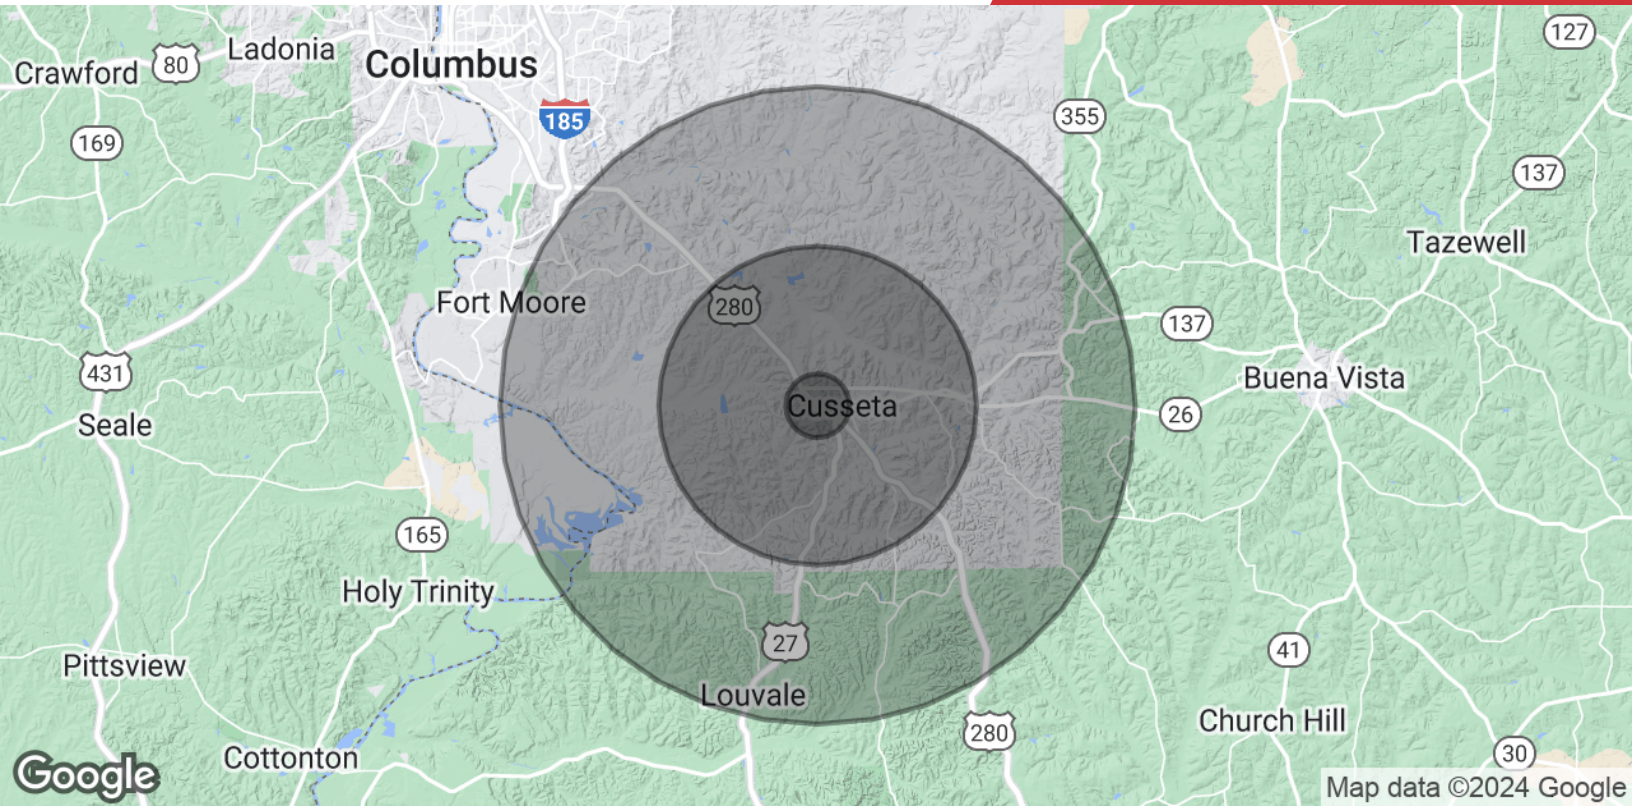 127
Ladonia
Columbus
80
Crawford
185
355
169
137
Tazewell
Fort Moore
280
137
431
Buena Vista
Cusseta
26
Seale
165
Holy Trinity
27
41
Pittsview
Louvale
Church Hill
280
Cottonton
30
Google
Map data ©2024 Google